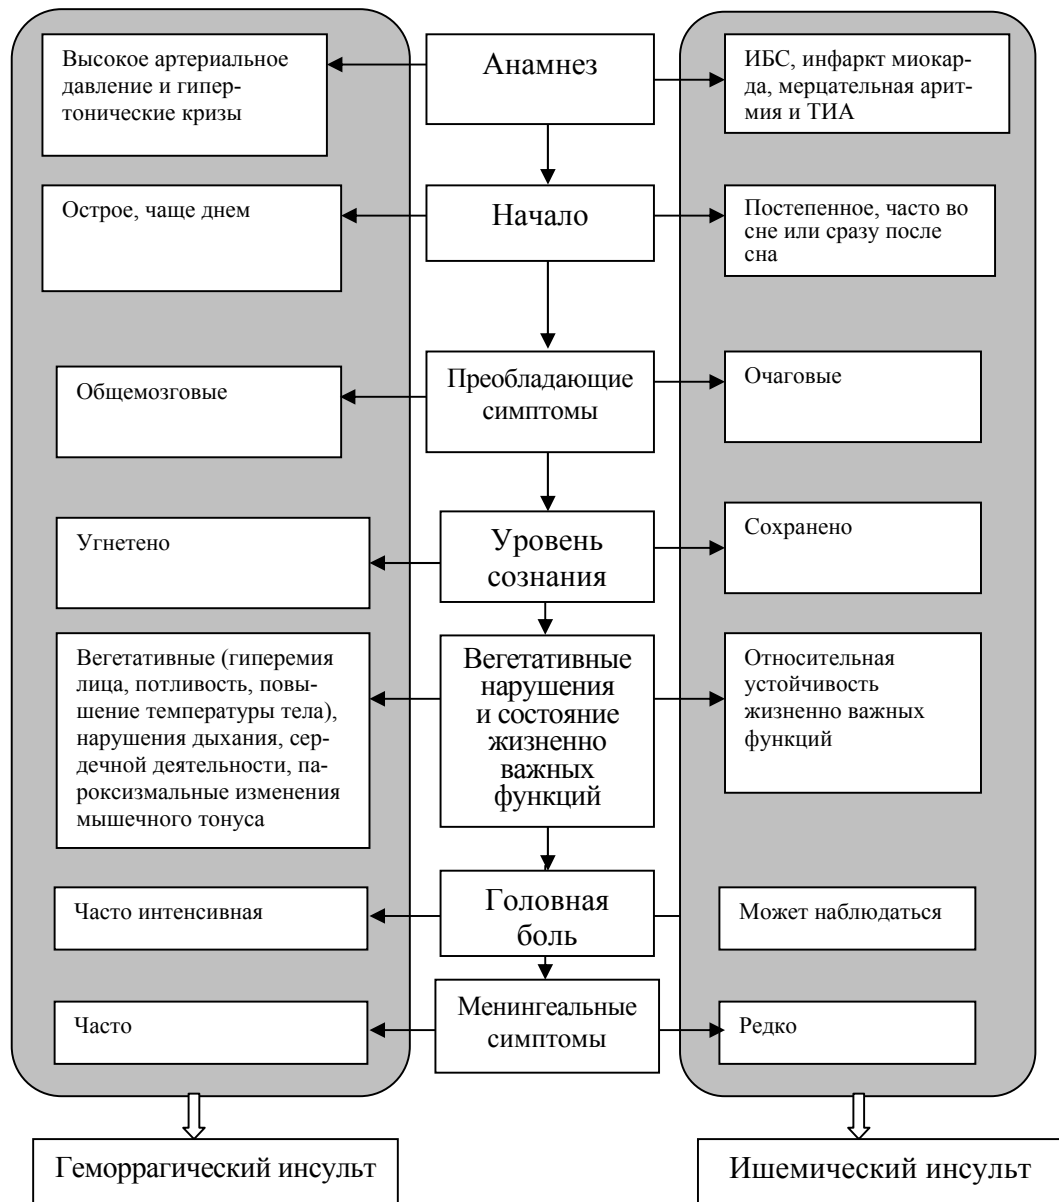 Высокое артериальное
давление и гипер-
тонические кризы
Анамнез
ИБС, инфаркт миокар-
да, мерцательная арит-
мия и ТИА
Острое, чаще днем
Начало
Постепенное, часто во
сне или сразу после
сна
Общемозговые
Преобладающие
симптомы
Очаговые
Угнетено
Уровень
сознания
Сохранено
Вегетативные (гиперемия
лица, потливость, повы-
шение температуры тела),
нарушения дыхания, сер-
дечной деятельности, па-
роксизмальные изменения
мышечного тонуса
Вегетативные
нарушения
и состояние
жизненно
важных
функций
Относительная
устойчивость
жизненно важных
функций
Часто интенсивная
Головная
боль
Может наблюдаться
Часто
Менингеальные
симптомы
Редко
Геморрагический инсульт
Ишемический инсульт